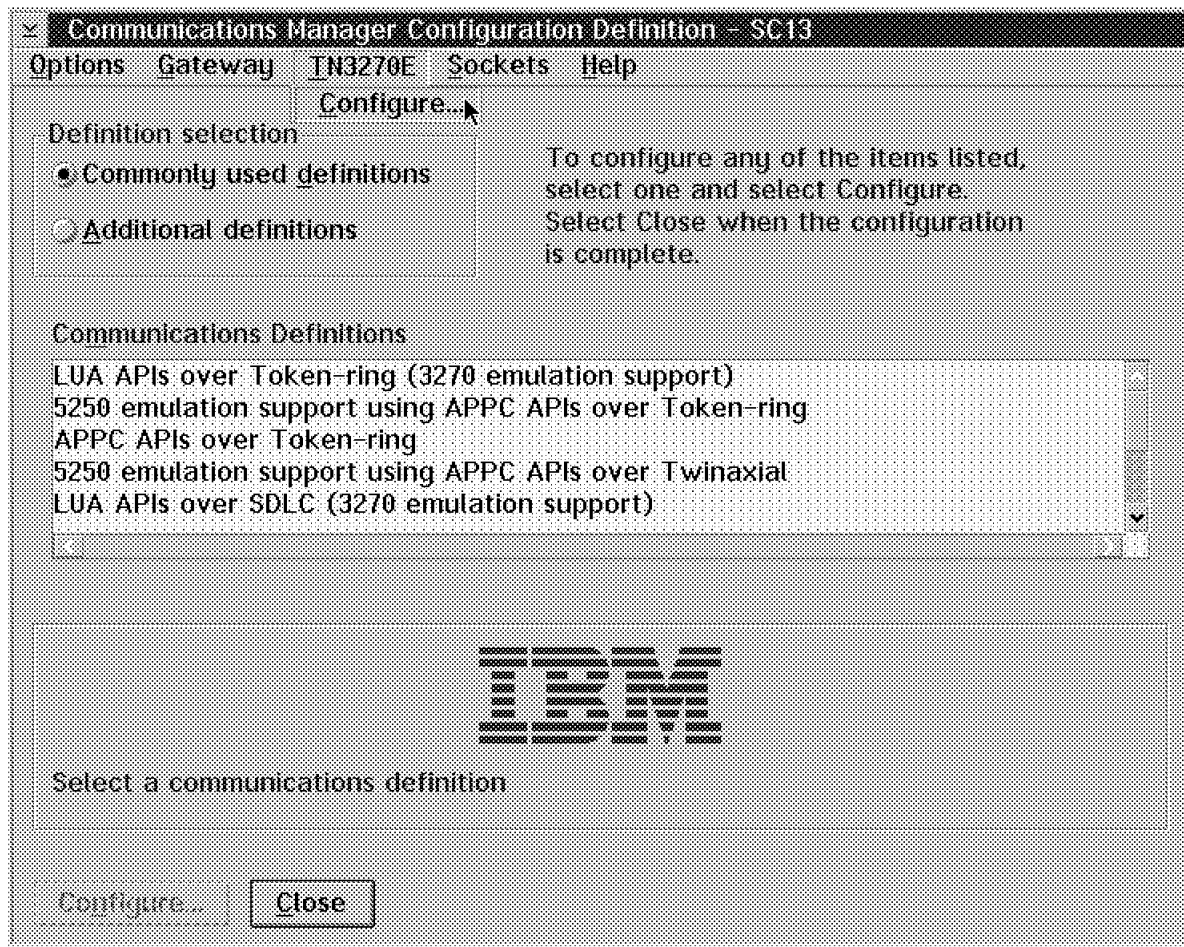 Communications Manager Configuration Definition - SC13
Options Gateway TN3270E Sockets Help
Configure...
Definition selection
Commonly used definitions
Additional definitions
To configure any of the items listed,
select one and select Configure.
Select Close when the configuration
is complete.
Communications Definitions
LUA APIs over Token-ring (3270 emulation support)
5250 emulation support using APPC APIs over Token-ring
APPC APIs over Token-ring
5250 emulation support using APPC APIs over Twinaxial
LUA APIs over SDLC (3270 emulation support)
IBM
Select a communications definition
Configure... Close